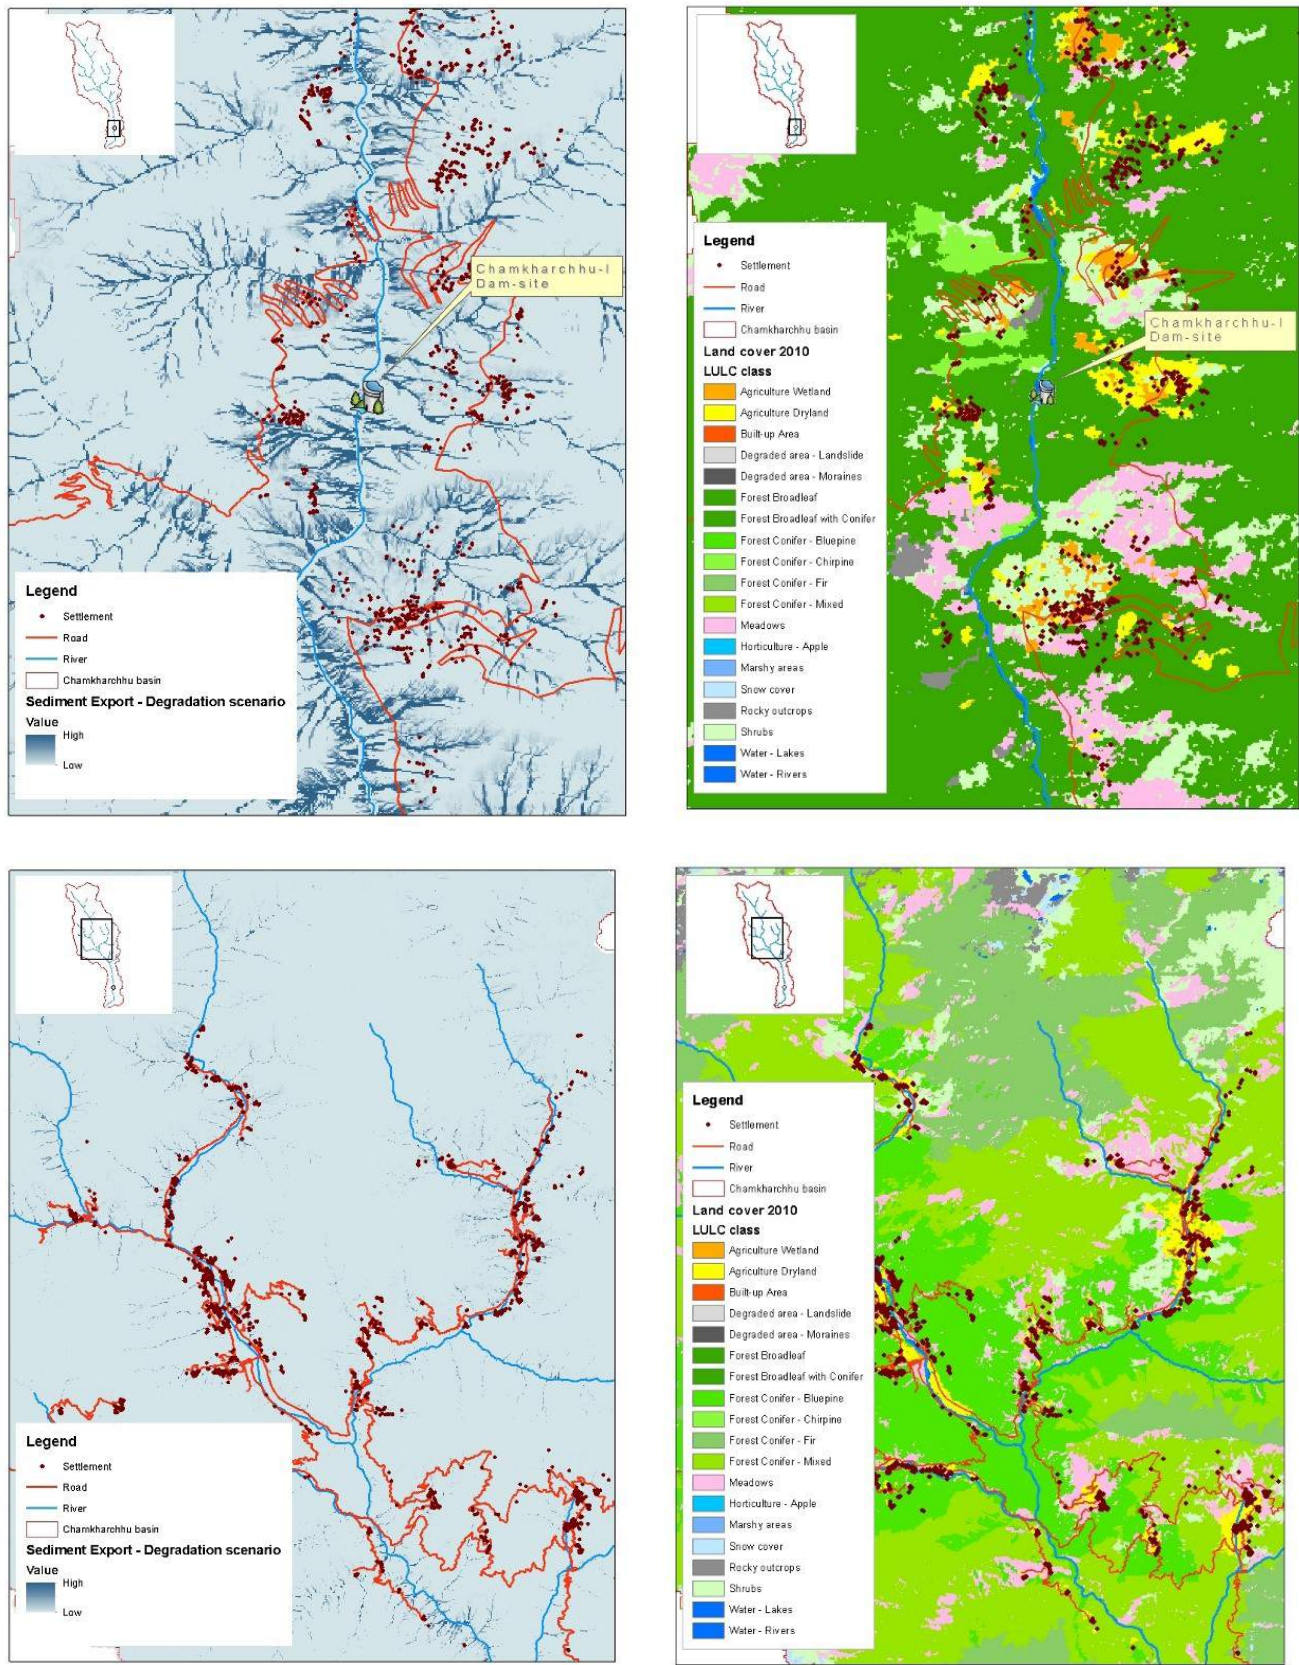 Chamkharchhu-I
Dam-site
Legend
Settlement
Road
River
Chamkharchhu basin
Sediment Export - Degradation scenario
Value
High
Low
Chamkharchhu-I
Dam-site
Legend
Settlement
Road
River
Chamkharchhu basin
Land cover 2010
LULC class
Agriculture Wetland
Agriculture Dryland
Built-up Area
Degraded area - Landslide
Degraded area - Moraines
Forest Broadleaf
Forest Broadleaf with Conifer
Forest Conifer - Bluepine
Forest Conifer - Chirpine
Forest Conifer - Fir
Forest Conifer - Mixed
Meadows
Horticulture - Apple
Marshy areas
Snow cover
Rocky outcrops
Shrubs
Water - Lakes
Water - Rivers
Legend
Settlement
Road
River
Chamkharchhu basin
Sediment Export - Degradation scenario
Value
High
Low
Legend
Settlement
Road
River
Chamkharchhu basin
Land cover 2010
LULC class
Agriculture Wetland
Agriculture Dryland
Built-up Area
Degraded area - Landslide
Degraded area - Moraines
Forest Broadleaf
Forest Broadleaf with Conifer
Forest Conifer - Bluepine
Forest Conifer - Chirpine
Forest Conifer - Fir
Forest Conifer - Mixed
Meadows
Horticulture - Apple
Marshy areas
Snow cover
Rocky outcrops
Shrubs
Water - Lakes
Water - Rivers